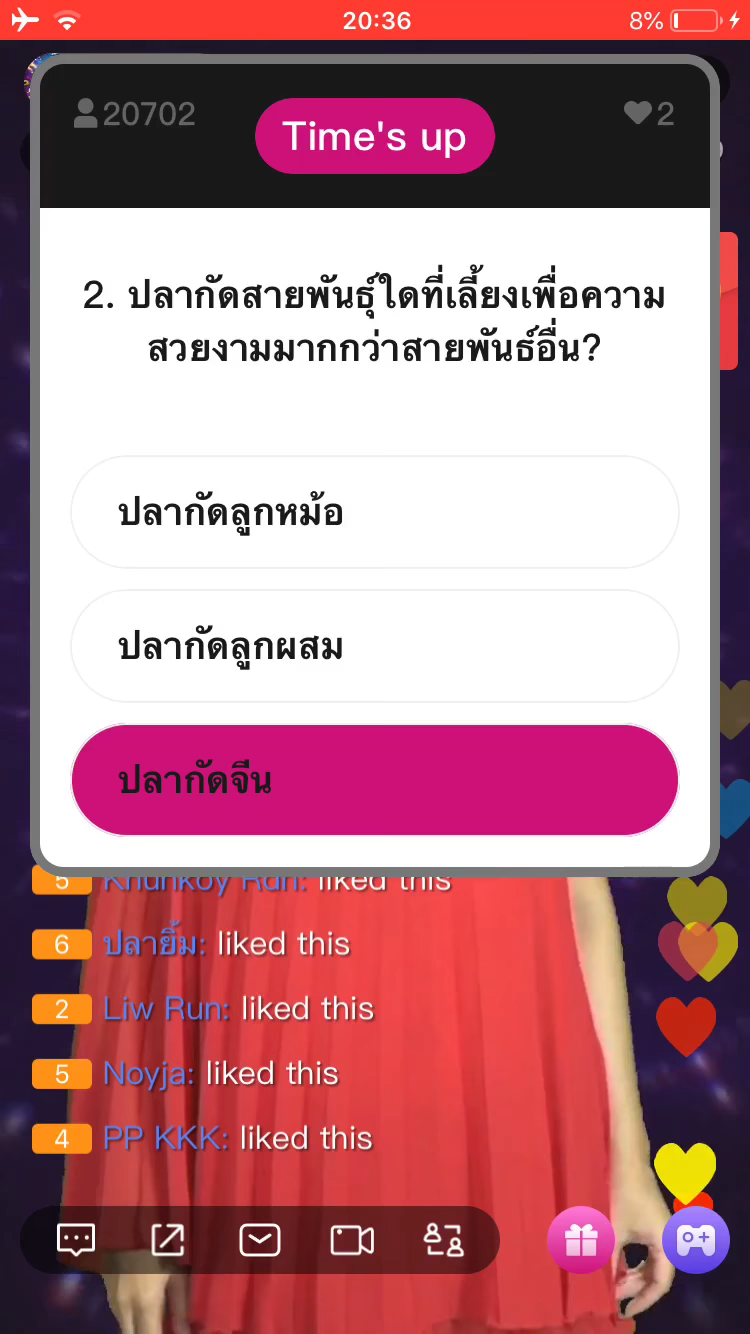 20:36
8%
20702
Time's up
2
2. ปลากัดสายพันธุ์ใดที่เลี้ยงเพื่อความ
สวยงามมากกว่าสายพันธ์อื่น?
ปลากัดลูกหม้อ
ปลากัดลูกผสม
ปลากัดจีน
5 Khunkoy Run: liked this
6 ปลายิ้ม: liked this
2 Liw Run: liked this
5 Noyja: liked this
4 PP KKK: liked this